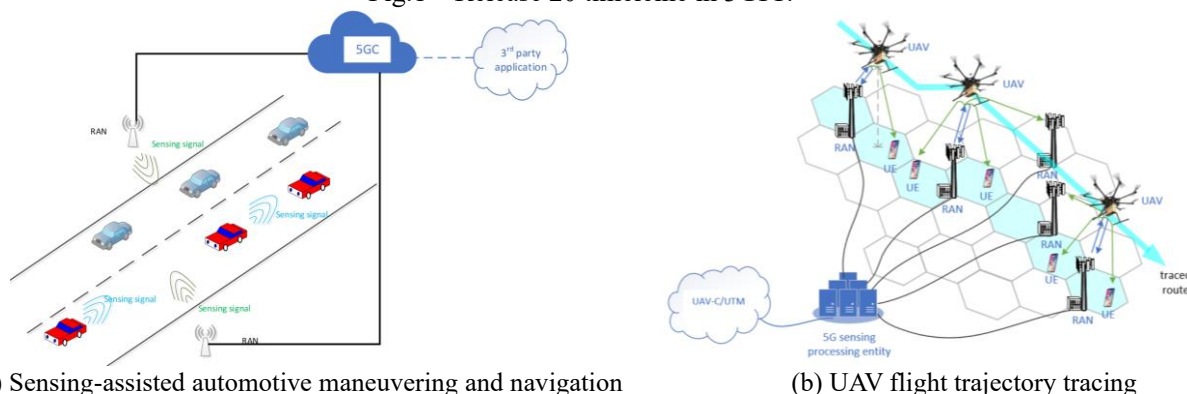 5GC
3rd party
application
RAN
Sensing signal
Sensing signal
Sensing signal
Sensing signal
RAN
) Sensing-assisted automotive maneuvering and navigation
UAV
UAV
RAN
UE
UE
RAN
UE
RAN
UAV
RAN
UE
traced
route
RAN
UE
UAV-C/UTM
5G sensing
processing entity
(b) UAV flight trajectory tracing